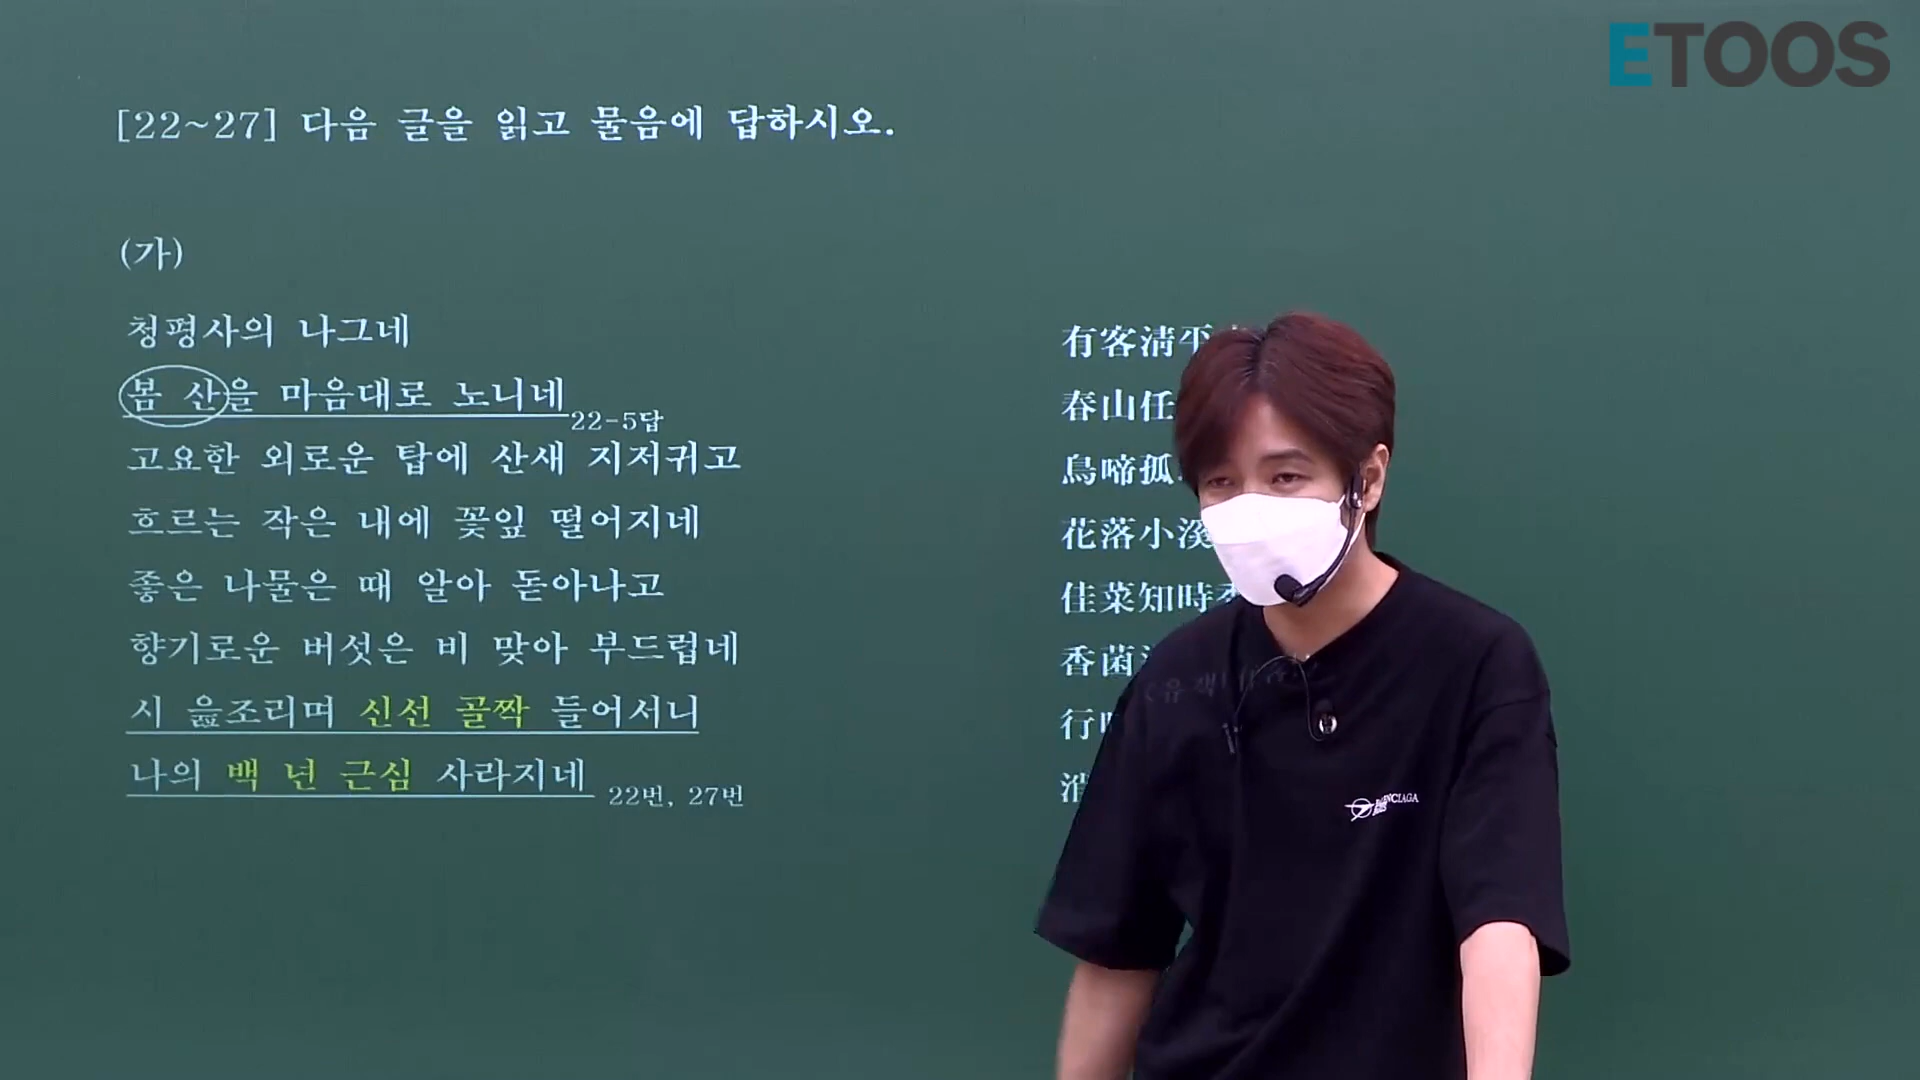 ETOOS
[22~27] 다음 글을 읽고 물음에 답하시오.
(가)
청평사의 나그네
봄 산을 마음대로 노니네
22-5답
고요한 외로운 탑에 산새 지저귀고
흐르는 작은 내에 꽃잎 떨어지네
좋은 나물은 때 알아 돋아나고
향기로운 버섯은 비 맞아 부드럽네
시 읊조리며 신선 골짝 들어서니
나의 백 년 근심 사라지네
22번, 27번
有客淸平
春山任
鳥啼孤
花落小溪
佳菜知時
香菌
行
消